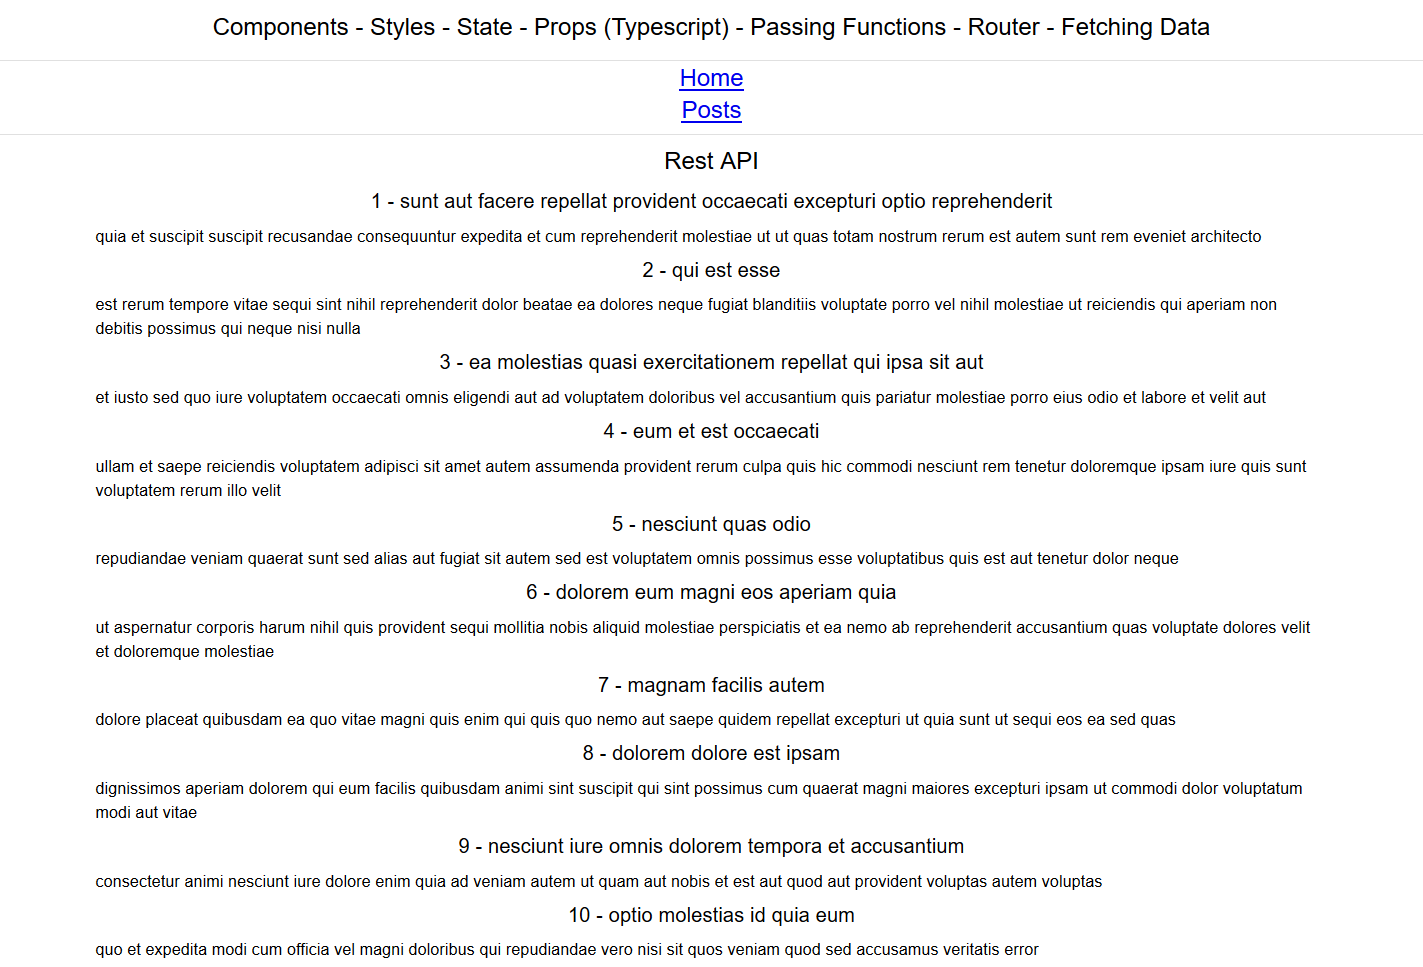 Components - Styles - State - Props (Typescript) - Passing Functions - Router - Fetching Data
Home
Posts
Rest API
1 - sunt aut facere repellat provident occaecati excepturi optio reprehenderit
quia et suscipit suscipit recusandae consequuntur expedita et cum reprehenderit molestiae ut ut quas totam nostrum rerum est autem sunt rem eveniet architecto
2 - qui est esse
est rerum tempore vitae sequi sint nihil reprehenderit dolor beatae ea dolores neque fugiat blanditiis voluptate porro vel nihil molestiae ut reiciendis qui aperiam non
debitis possimus qui neque nisi nulla
3 - ea molestias quasi exercitationem repellat qui ipsa sit aut
et iusto sed quo iure voluptatem occaecati omnis eligendi aut ad voluptatem doloribus vel accusantium quis pariatur molestiae porro eius odio et labore et velit aut
4 - eum et est occaecati
ullam et saepe reiciendis voluptatem adipisci sit amet autem assumenda provident rerum culpa quis hic commodi nesciunt rem tenetur doloremque ipsam iure quis sunt
voluptatem rerum illo velit
5 - nesciunt quas odio
repudiandae veniam quaerat sunt sed alias aut fugiat sit autem sed est voluptatem omnis possimus esse voluptatibus quis est aut tenetur dolor neque
6 - dolorem eum magni eos aperiam quia
ut aspernatur corporis harum nihil quis provident sequi mollitia nobis aliquid molestiae perspiciatis et ea nemo ab reprehenderit accusantium quas voluptate dolores velit
et doloremque molestiae
7 - magnam facilis autem
dolore placeat quibusdam ea quo vitae magni quis enim qui quis quo nemo aut saepe quidem repellat excepturi ut quia sunt ut sequi eos ea sed quas
8 - dolorem dolore est ipsam
dignissimos aperiam dolorem qui eum facilis quibusdam animi sint suscipit qui sint possimus cum quaerat magni maiores excepturi ipsam ut commodi dolor voluptatum
modi aut vitae
9 - nesciunt iure omnis dolorem tempora et accusantium
consectetur animi nesciunt iure dolore enim quia ad veniam autem ut quam aut nobis et est aut quod aut provident voluptas autem voluptas
10 - optio molestias id quia eum
quo et expedita modi cum officia vel magni doloribus qui repudiandae vero nisi sit quos veniam quod sed accusamus veritatis error